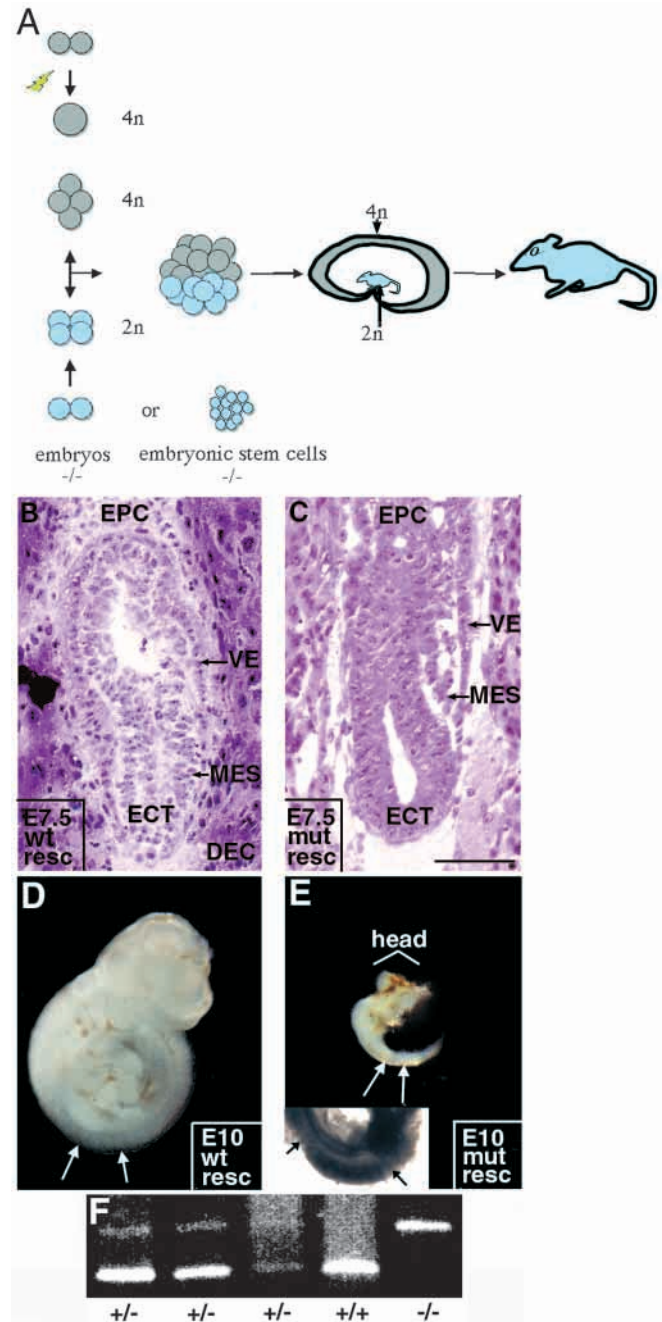 A
4n
4n
2n
4n
2n
or
embryos
-/-
embryonic stem cells
-/-
B
EPC
VE
MES
ECT
DEC
E7.5
wt
resc
C
EPC
VE
MES
ECT
E7.5
mut
resc
D
E10
wt
resc
E
head
E10
mut
resc
F
+/- +/- +/- +/+ -/-